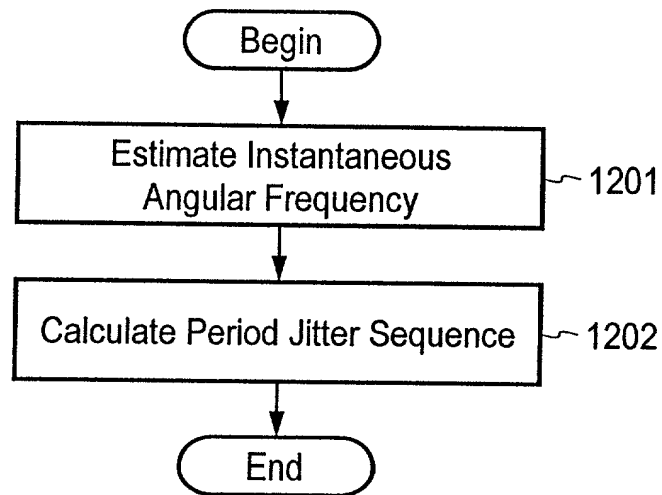 Begin
Estimate Instantaneous
Angular Frequency
1201
Calculate Period Jitter Sequence
1202
End